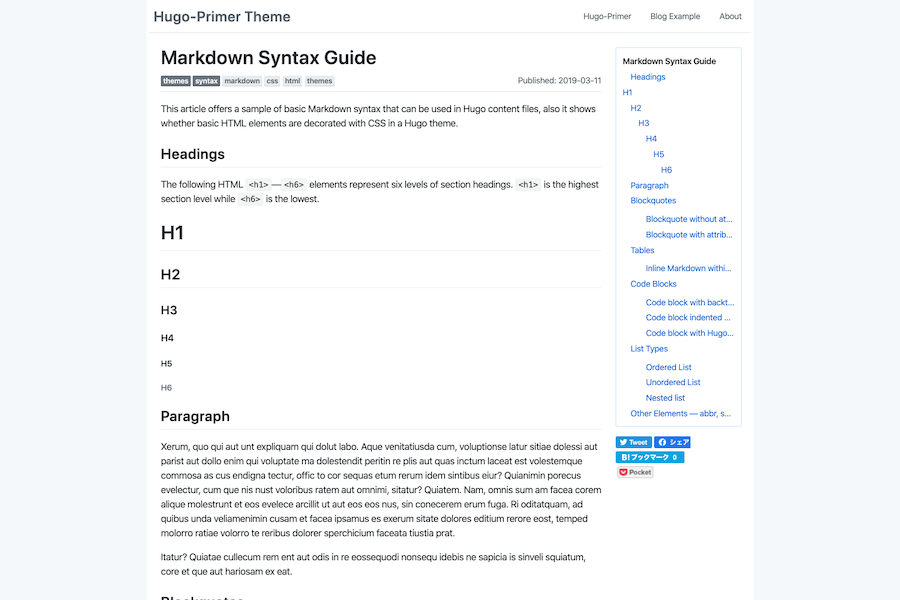 Hugo-Primer Theme
Hugo-Primer Blog Example About
Markdown Syntax Guide
themes syntax markdown css html themes
Published: 2019-03-11
This article offers a sample of basic Markdown syntax that can be used in Hugo content files, also it shows
whether basic HTML elements are decorated with CSS in a Hugo theme.
Headings
The following HTML <h1> — <h6> elements represent six levels of section headings. <h1> is the highest
section level while <h6> is the lowest.
H1
H2
H3
H4
H5
H6
Paragraph
Xerum, quo qui aut unt expliquam qui dolut labo. Aque venitatiusda cum, voluptionse latur sitiae dolessi aut
parist aut dollo enim qui voluptate ma dolestendit peritin re plis aut quas inctum laceat est volestemque
commosa as cus endigna tectur, offic to cor sequas etum rerum idem sintibus eiur? Quianimin porecus
evelectur, cum que nis nust voloribus ratem aut omnimi, sitatur? Quiatem. Nam, omnis sum am facea corem
alique molestrunt et eos evelece arcillit ut aut eos eos nus, sin conecerem erum fuga. Ri oditatquam, ad
quibus unda veliamenimin cusam et facea ipsamus es exerum sitate dolores editium rerore eost, temped
molorro ratiae volorro te reribus dolorer sperchicium faceata tiustia prat.
Itatur? Quiatae cullecum rem ent aut odis in re eossequodi nonsequ idebis ne sapicia is sinveli squiatum,
core et que aut hariosam ex eat.
Blockquotes
Markdown Syntax Guide
Headings
H1
H2
H3
H4
H5
H6
Paragraph
Blockquotes
Blockquote without at...
Blockquote with attrib...
Tables
Inline Markdown withi...
Code Blocks
Code block with backt...
Code block indented ...
Code block with Hugo...
List Types
Ordered List
Unordered List
Nested list
Other Elements — abbr, s...
Tweet シェア
B!ブックマーク 0
Pocket